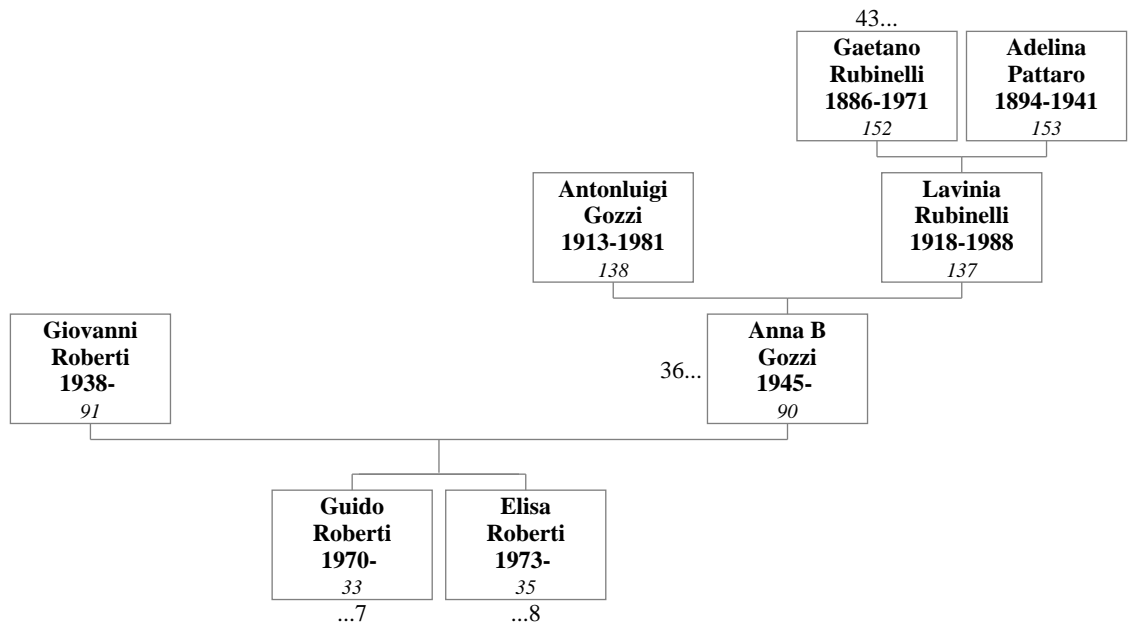 43...
Gaetano
Rubinelli
1886-1971
152
Adelina
Pattaro
1894-1941
153
Antonluigi
Gozzi
1913-1981
138
Lavinia
Rubinelli
1918-1988
137
Giovanni
Roberti
1938-
91
36...
Anna B
Gozzi
1945-
90
Guido
Roberti
1970-
33
...7
Elisa
Roberti
1973-
35
...8